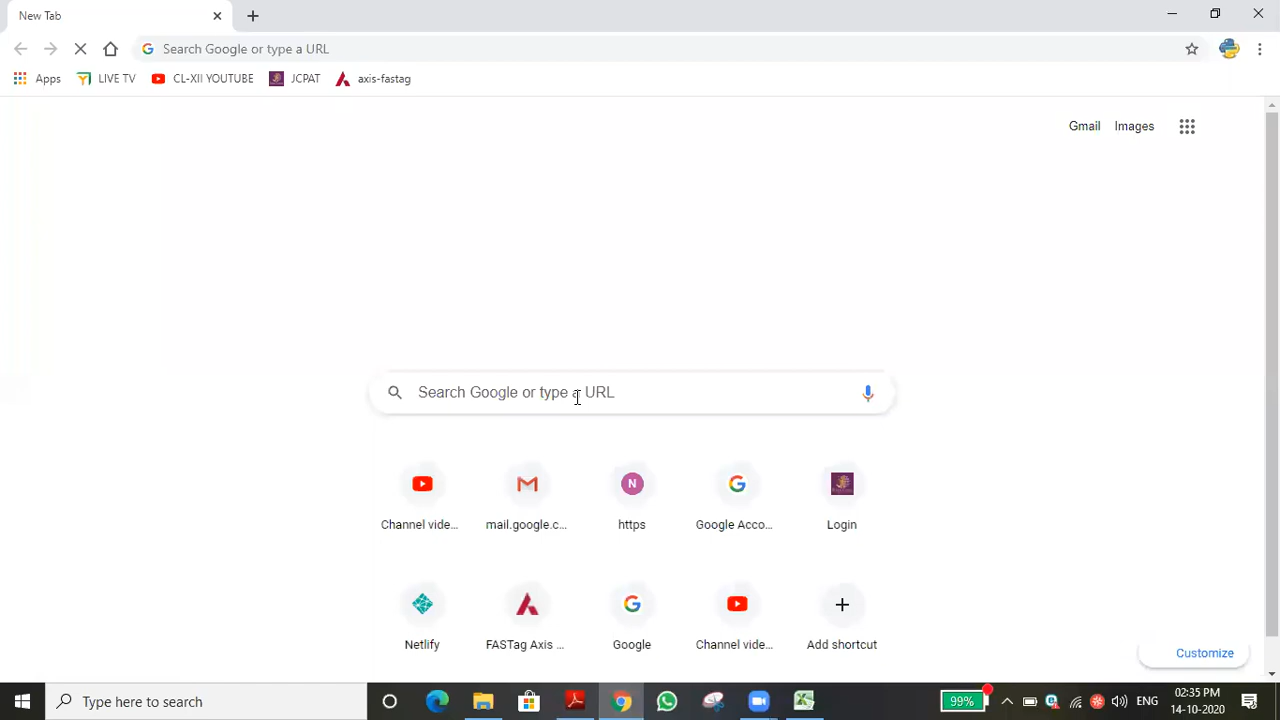 New Tab
Search Google or type a URL
Apps LIVE TV CL-XII YOUTUBE JCPAT axis-fastag
Gmail Images
Search Google or type a URL
Channel vide... mail.google.c... https Google Acco... Login
N
Netlify FASTag Axis ... Google Channel vide... Add shortcut
Customize
Type here to search
99%
ENG
02:35 PM
14-10-2020